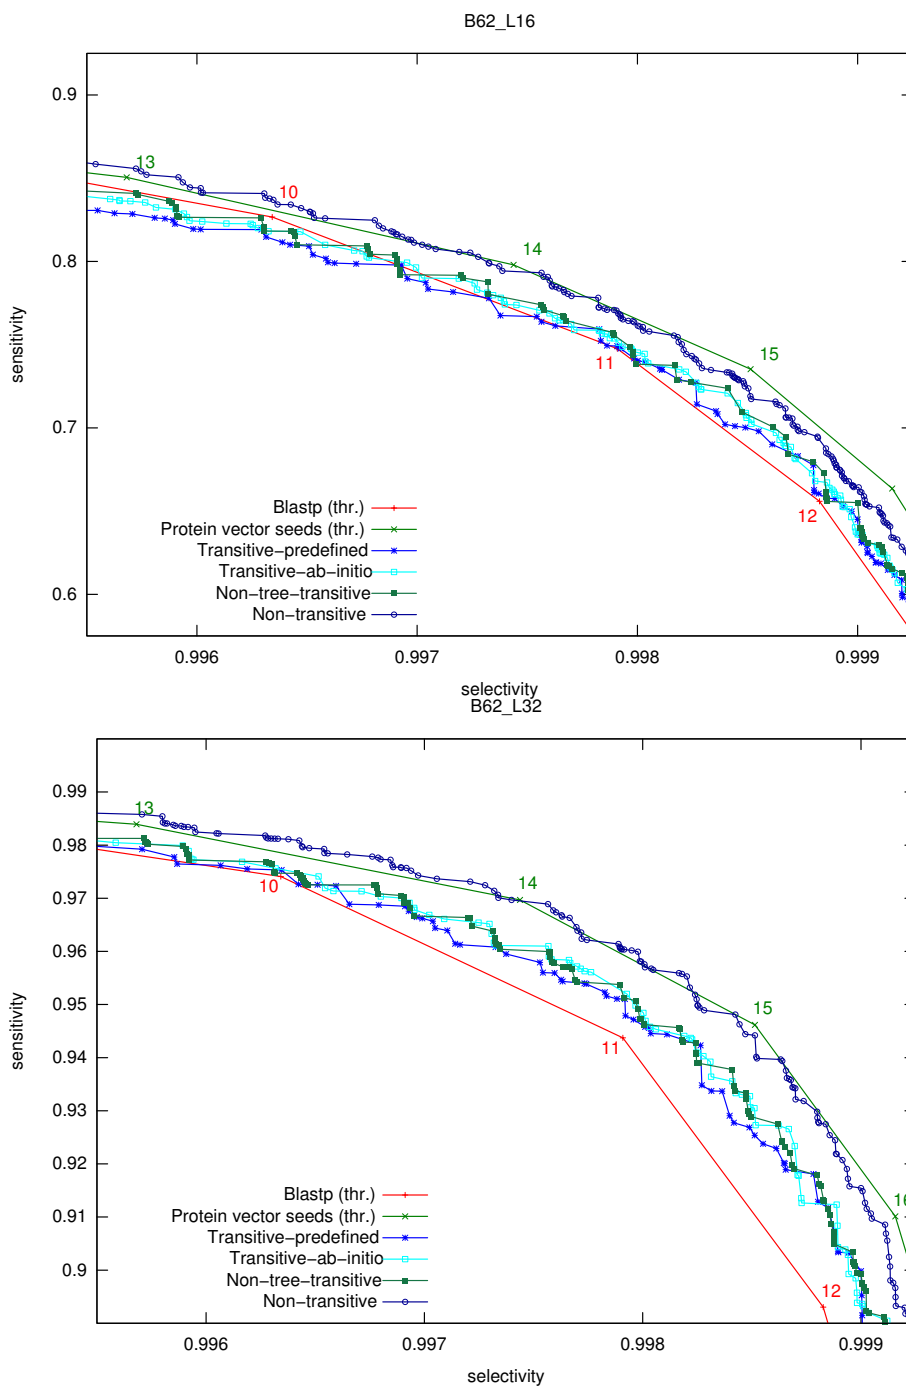 B62_L16
0.9
0.8
0.7
0.6
sensitivity
13
10
14
11
15
12
Blastp (thr.)
Protein vector seeds (thr.)
Transitive-predefined
Transitive-ab-initio
Non-tree-transitive
Non-transitive
0.996 0.997 0.998 0.999
selectivity
B62_L32
0.99
0.98
0.97
0.96
0.95
0.94
0.93
0.92
0.91
0.9
sensitivity
13
10
14
11
15
16
12
Blastp (thr.)
Protein vector seeds (thr.)
Transitive-predefined
Transitive-ab-initio
Non-tree-transitive
Non-transitive
0.996 0.997 0.998 0.999
selectivity